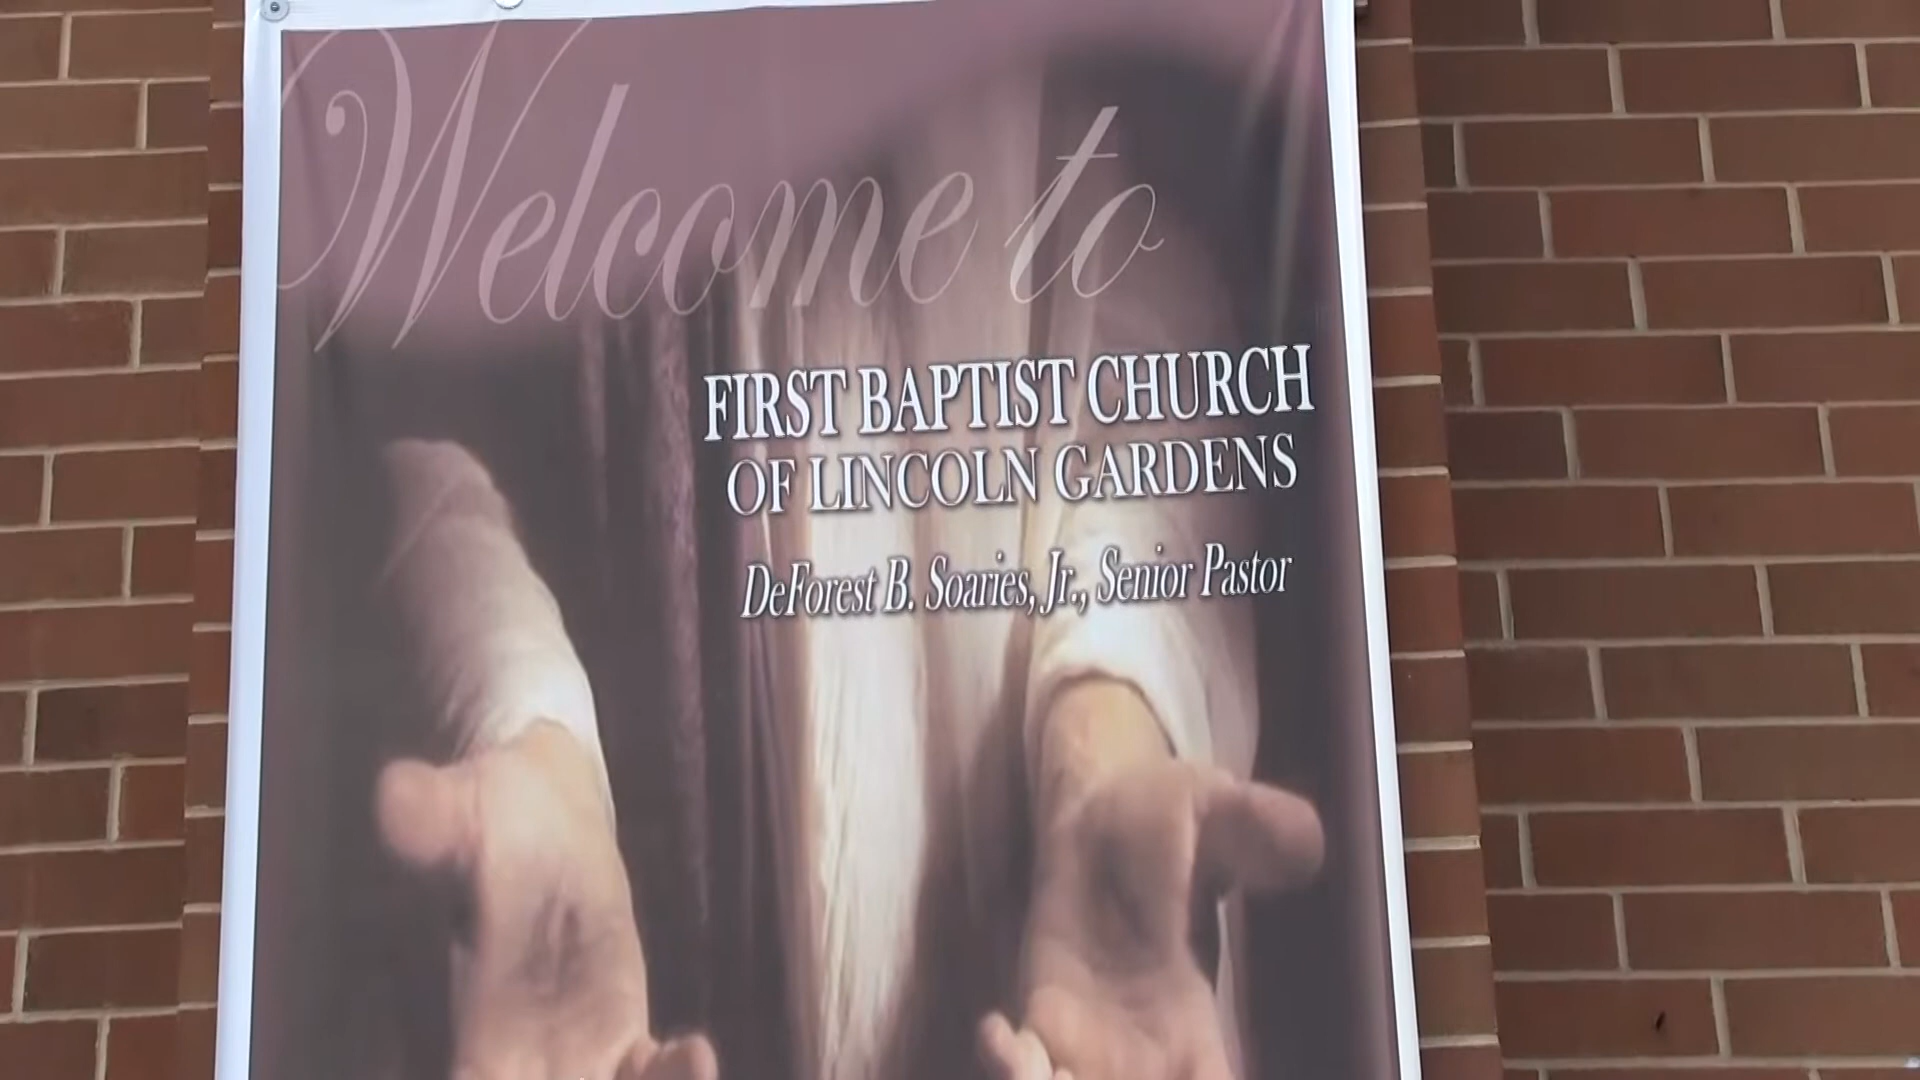 Welcome to
FIRST BAPTIST CHURCH
OF LINCOLN GARDENS
DeForest B. Soaries, Jr., Senior Pastor